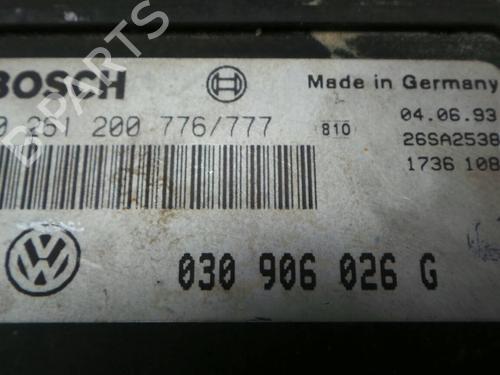 BOSCH
Made in Germany
0 261 200 776/777
810
04.06.93
26SA2538
1736 108
030 906 026 G